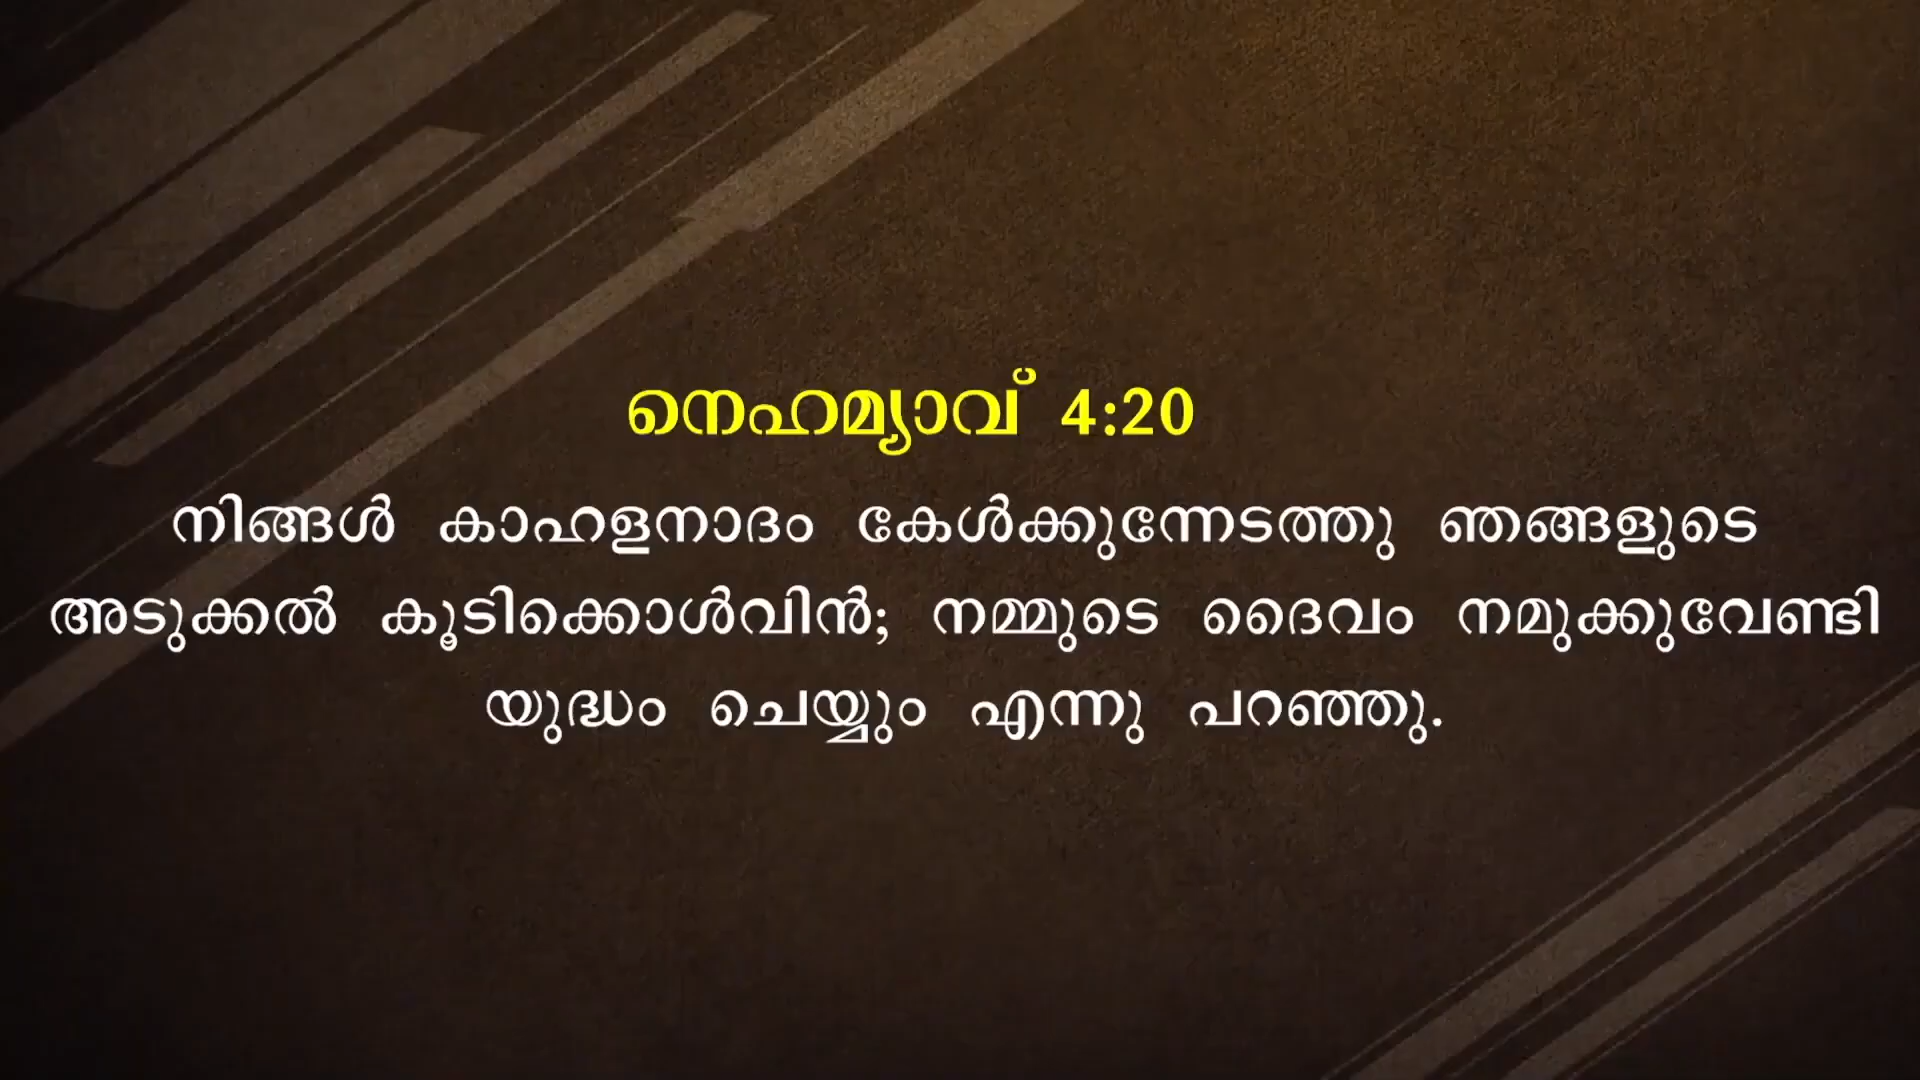 നെഹമ്യാവ് 4:20
നിങ്ങൾ കാഹളനാദം കേൾക്കുന്നേടത്തു ഞങ്ങളുടെ
അടുക്കൽ കൂടിക്കൊൾവിൻ; നമ്മുടെ ദൈവം നമുക്കുവേണ്ടി
യുദ്ധം ചെയ്യും എന്നു പറഞ്ഞു.